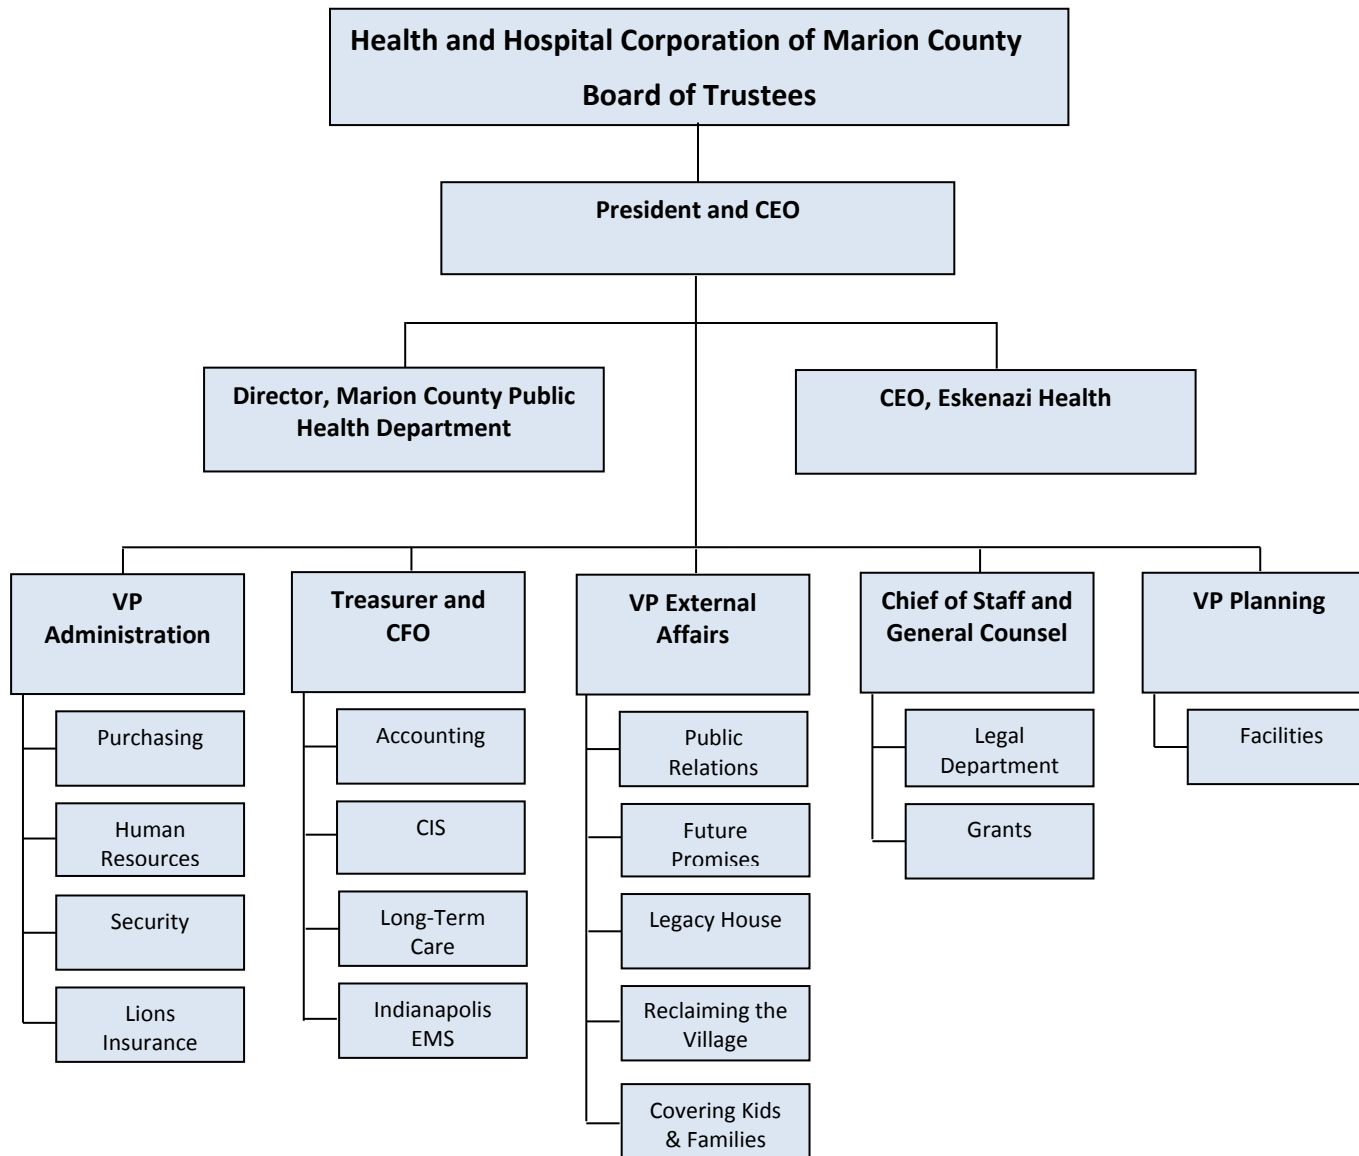 Health and Hospital Corporation of Marion County
Board of Trustees
President and CEO
Director, Marion County Public
Health Department
CEO, Eskenazi Health
VP
Administration
Treasurer and
CFO
VP External
Affairs
Chief of Staff and
General Counsel
VP Planning
Purchasing
Human
Resources
Security
Lions
Insurance
Accounting
CIS
Long-Term
Care
Indianapolis
EMS
Public
Relations
Future
Promises
Legacy House
Reclaiming the
Village
Covering Kids
& Families
Legal
Department
Grants
Facilities